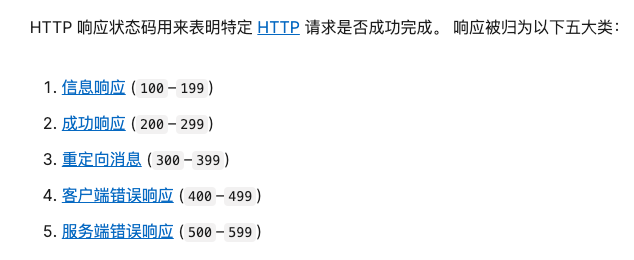 HTTP 响应状态码用来表明特定 HTTP 请求是否成功完成。 响应被归为以下五大类：
1. 信息响应 (100–199)
2. 成功响应 (200–299)
3. 重定向消息 (300–399)
4. 客户端错误响应 (400–499)
5. 服务端错误响应 (500–599)